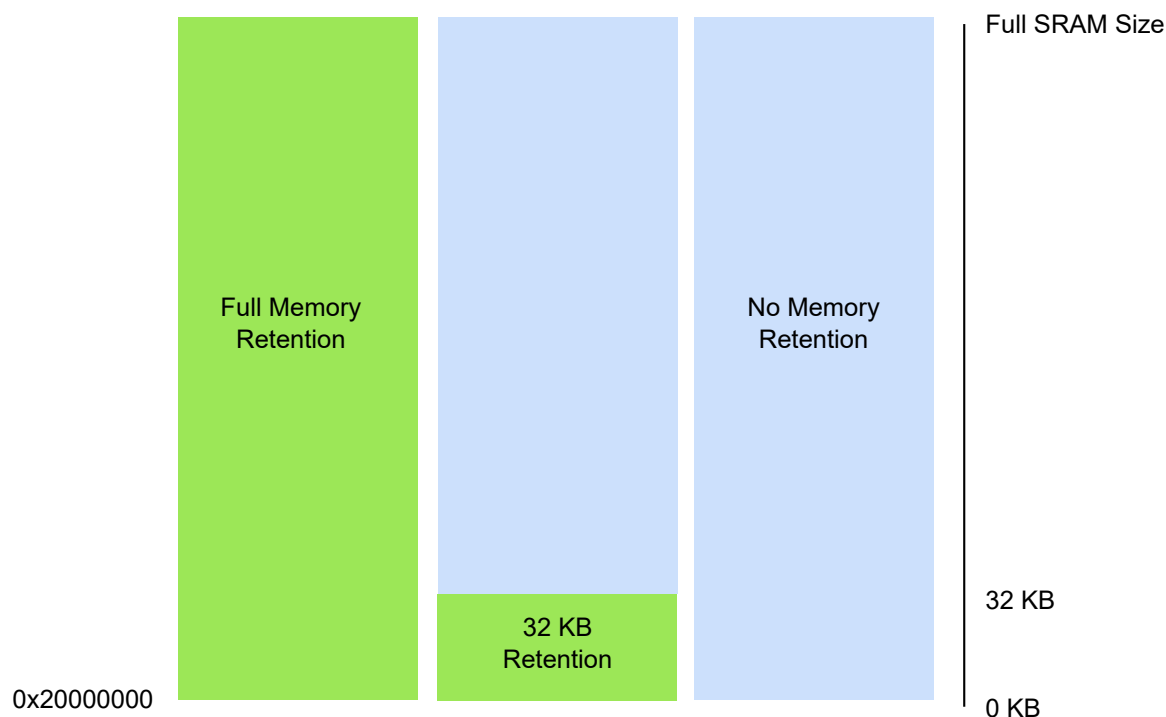 Full SRAM Size
Full Memory
Retention
No Memory
Retention
32 KB
32 KB
Retention
0x20000000
0 KB